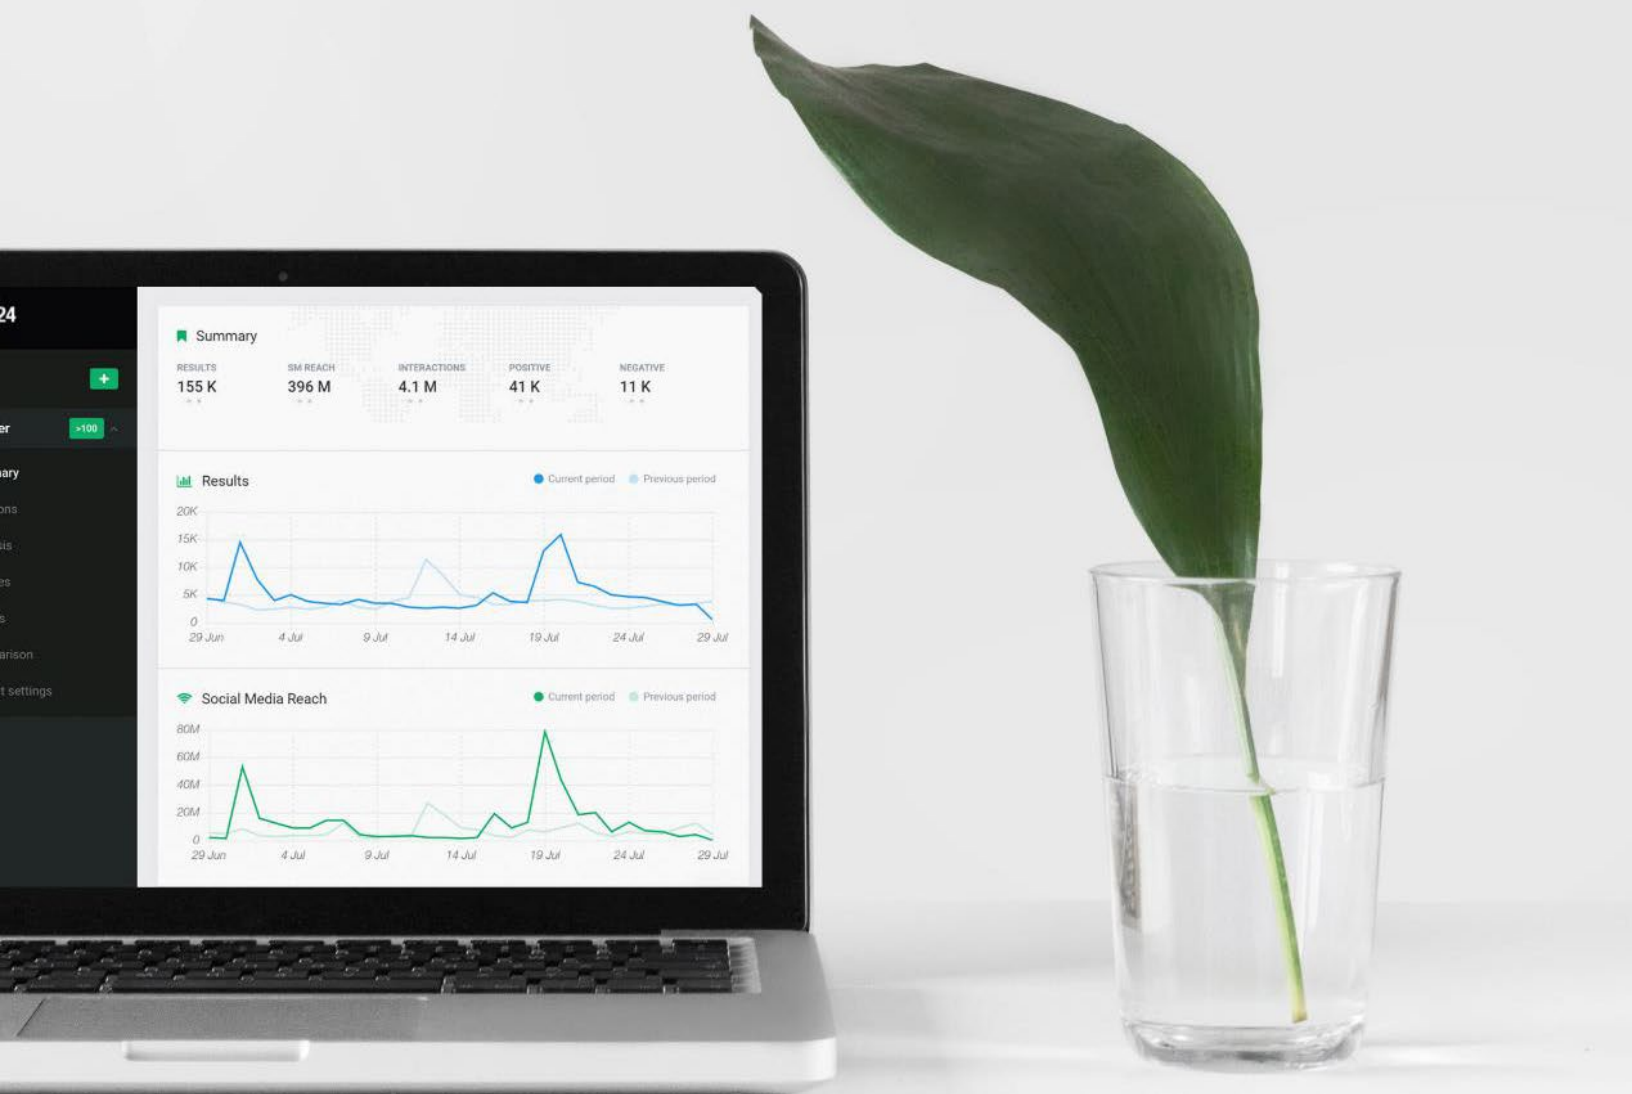 24
+
er
>100
ary
ons
sis
es
s
arison
t settings
Summary
RESULTS SM REACH INTERACTIONS POSITIVE NEGATIVE
155 K 396 M 4.1 M 41 K 11 K
Results Current period Previous period
20K
15K
10K
5K
0
29 Jun 4 Jul 9 Jul 14 Jul 19 Jul 24 Jul 29 Jul
Social Media Reach Current period Previous period
80M
60M
40M
20M
0
29 Jun 4 Jul 9 Jul 14 Jul 19 Jul 24 Jul 29 Jul